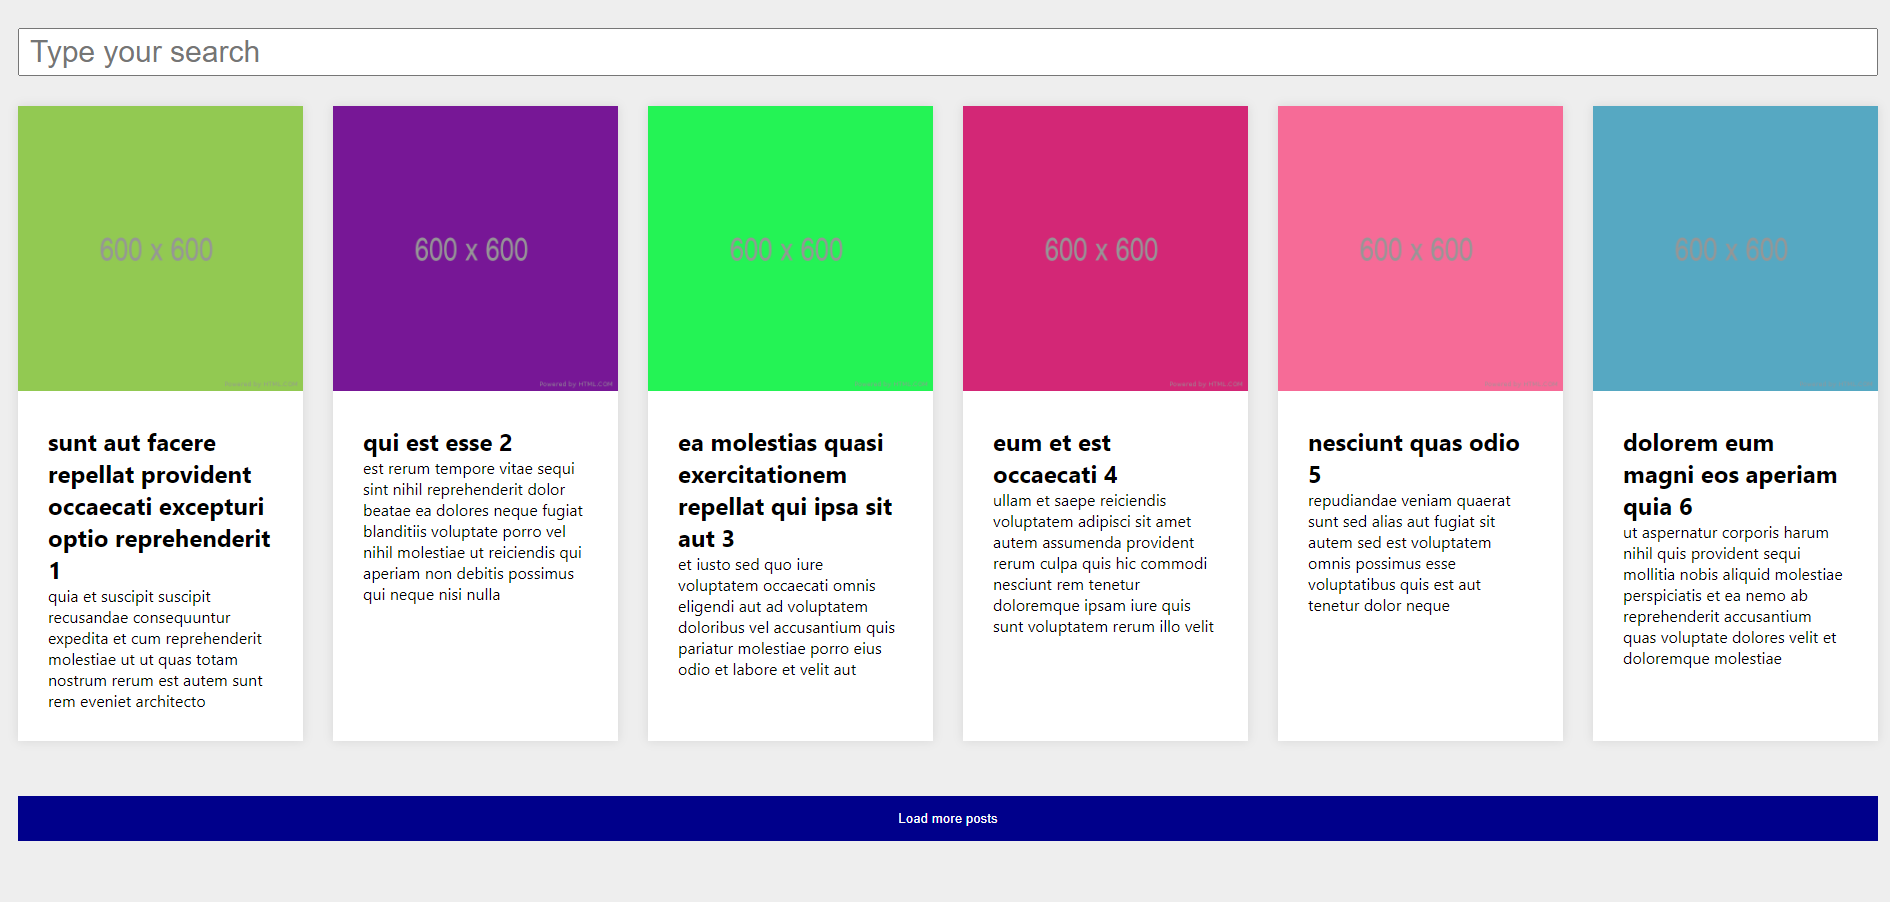 Type your search
600 x 600
600 x 600
600 x 600
600 x 600
600 x 600
600 x 600
Powered by HTML.COM
Powered by HTML.COM
Powered by HTML.COM
Powered by HTML.COM
sunt aut facere
repellat provident
occaecati excepturi
optio reprehenderit
1
quia et suscipit suscipit
recusandae consequuntur
expedita et cum reprehenderit
molestiae ut ut quas totam
nostrum rerum est autem sunt
rem eveniet architecto
qui est esse 2
est rerum tempore vitae sequi
sint nihil reprehenderit dolor
beatae ea dolores neque fugiat
blanditiis voluptate porro vel
nihil molestiae ut reiciendis qui
aperiam non debitis possimus
qui neque nisi nulla
ea molestias quasi
exercitationem
repellat qui ipsa sit
aut 3
et iusto sed quo iure
voluptatem occaecati omnis
eligendi aut ad voluptatem
doloribus vel accusantium quis
pariatur molestiae porro eius
odio et labore et velit aut
eum et est
occaecati 4
ullam et saepe reiciendis
voluptatem adipisci sit amet
autem assumenda provident
rerum culpa quis hic commodi
nesciunt rem tenetur
doloremque ipsam iure quis
sunt voluptatem rerum illo velit
nesciunt quas odio
5
repudiandae veniam quaerat
sunt sed alias aut fugiat sit
autem sed est voluptatem
omnis possimus esse
voluptatibus quis est aut
tenetur dolor neque
dolorem eum
magni eos aperiam
quia 6
ut aspernatur corporis harum
nihil quis provident sequi
mollitia nobis aliquid molestiae
perspiciatis et ea nemo ab
reprehenderit accusantium
quas voluptate dolores velit et
doloremque molestiae
Load more posts